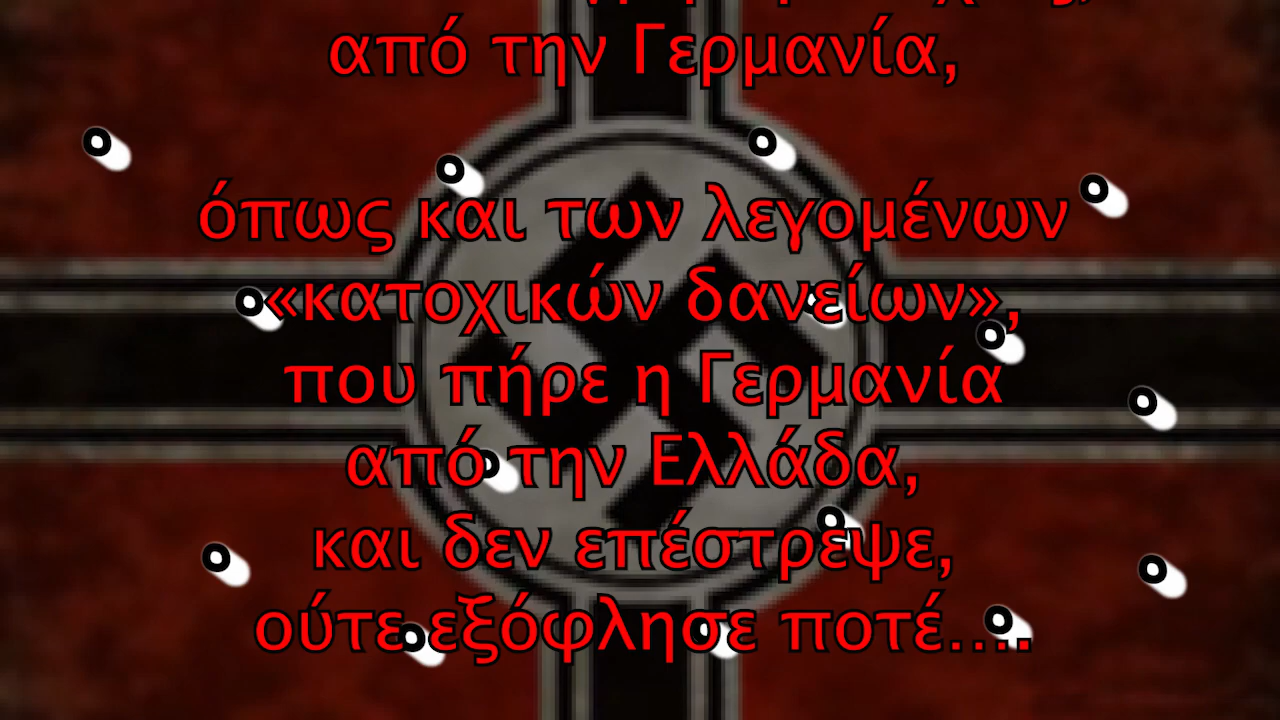 από την Γερμανία,
όπως και των λεγομένων
«κατοχικών δανείων»,
που πήρε η Γερμανία
από την Ελλάδα,
και δεν επέστρεψε,
ούτε εξόφλησε ποτέ….